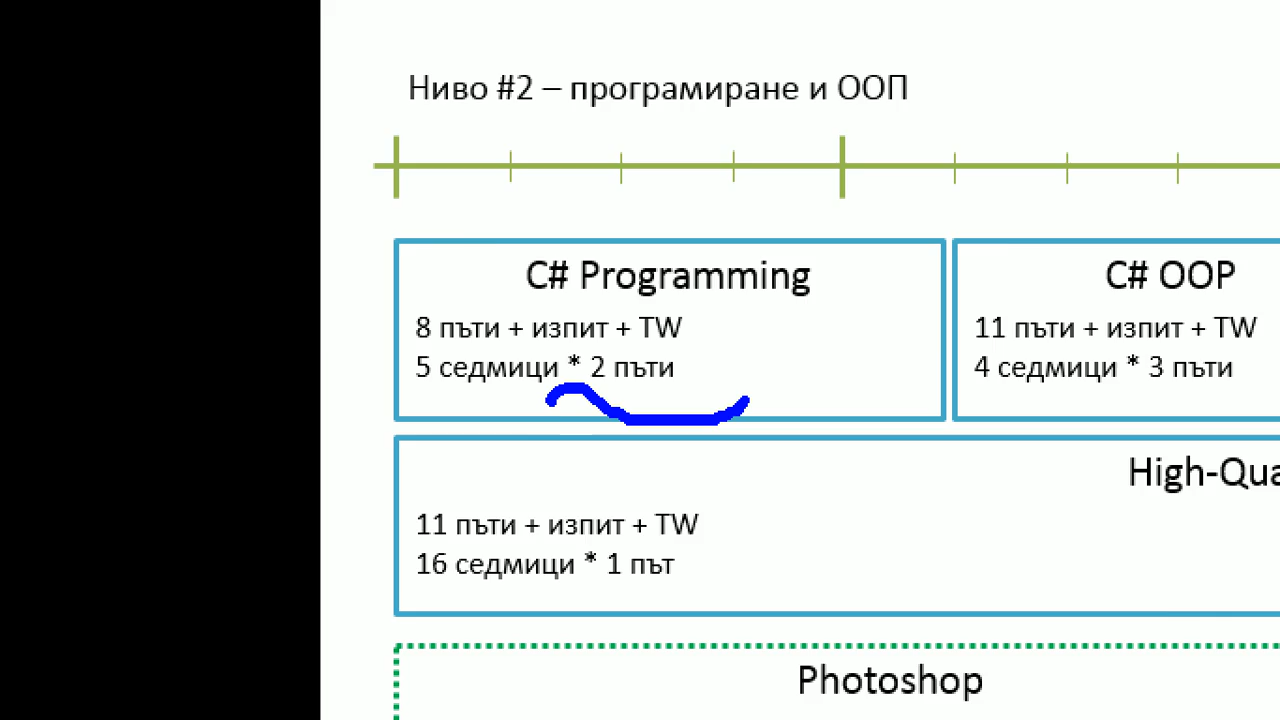 Ниво #2 – програмиране и ООП
C# Programming
8 пъти + изпит + TW
5 седмици * 2 пъти
C# OOP
11 пъти + изпит + TW
4 седмици * 3 пъти
High-Qua
11 пъти + изпит + TW
16 седмици * 1 път
Photoshop